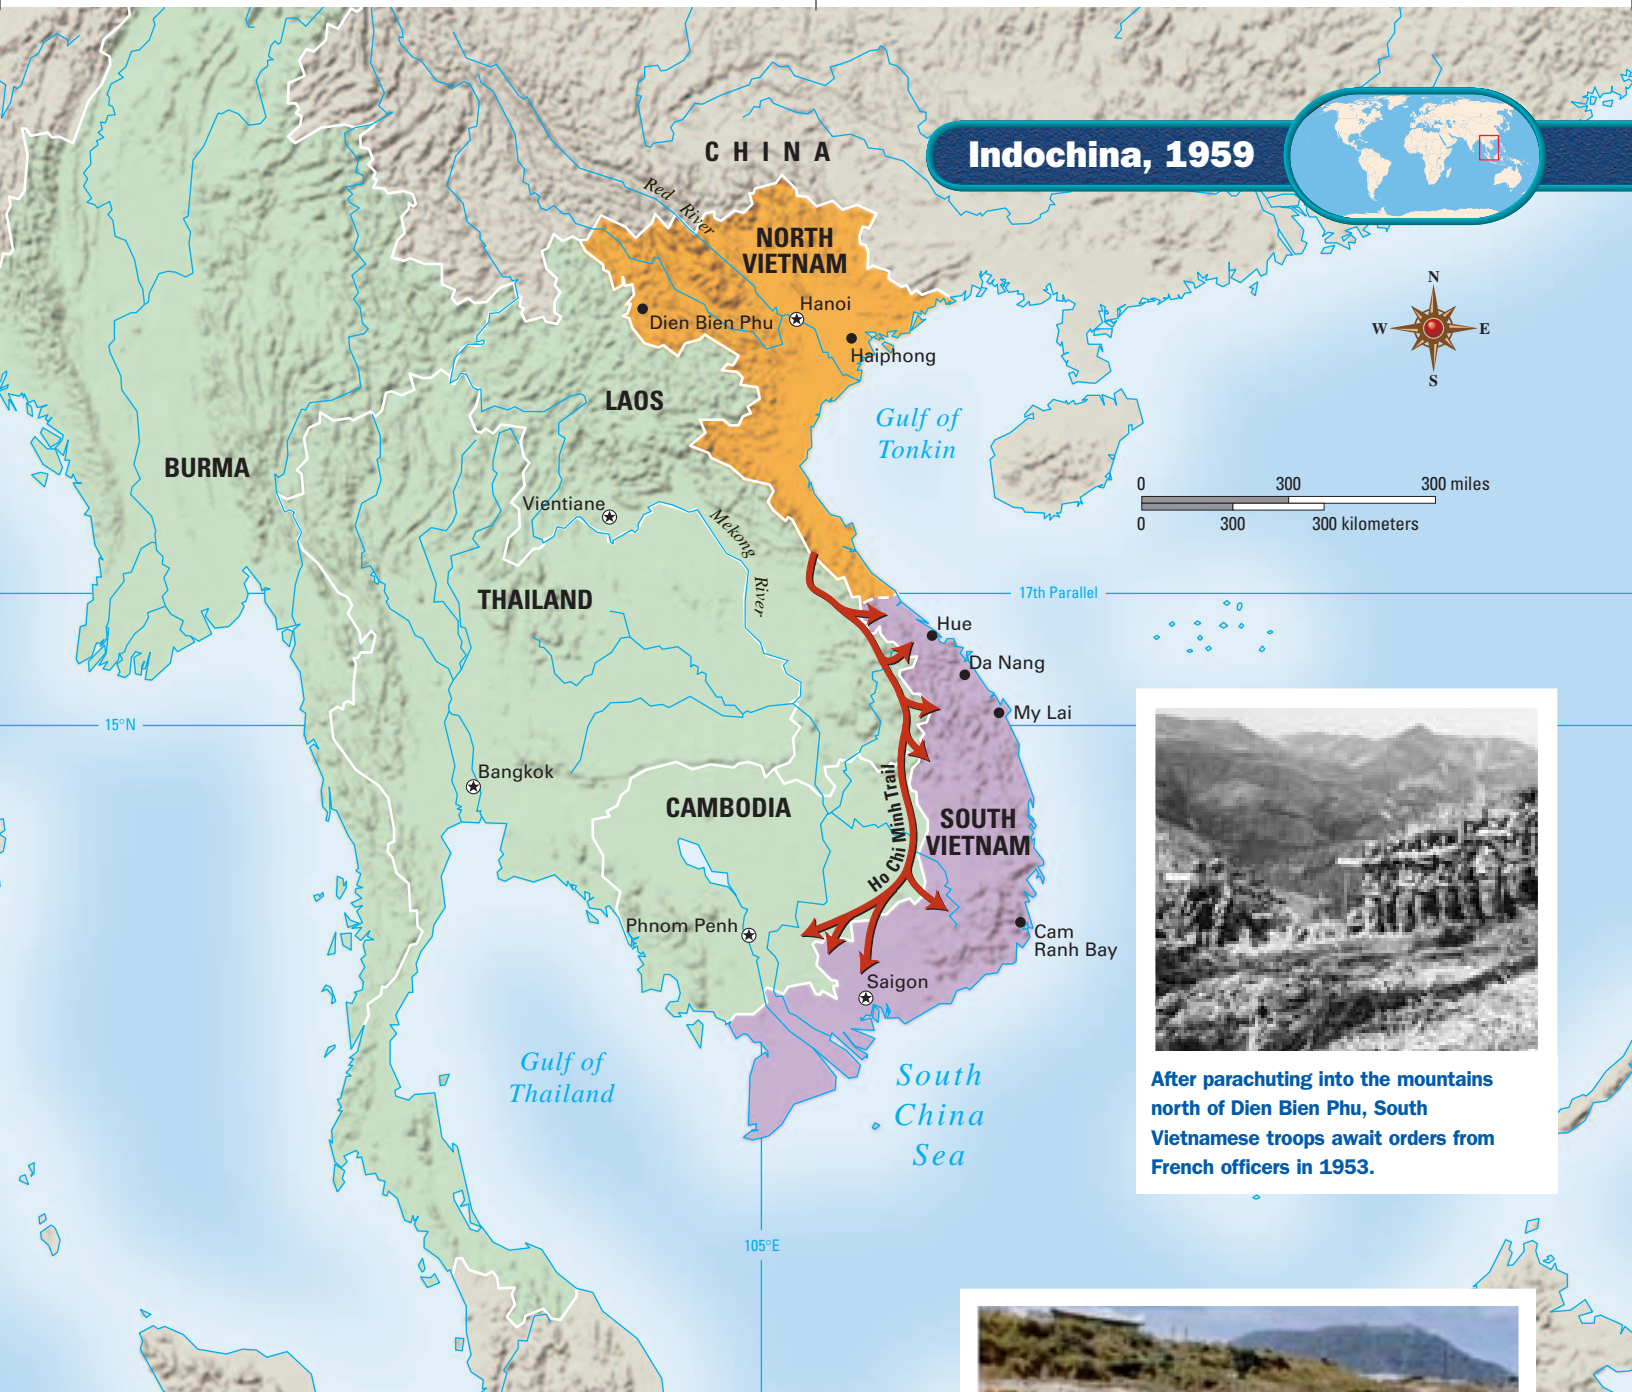 Indochina, 1959
CHINA
Red River
NORTH
VIETNAM
N
W
E
S
Hanoi
Dien Bien Phu
Haiphong
LAOS
Gulf of
Tonkin
BURMA
0 300 300 miles
0 300 300 kilometers
Vientiane
Mekong
River
THAILAND
17th Parallel
Hue
Da Nang
My Lai
15°N
Bangkok
CAMBODIA
Ho Chi Minh Trail
SOUTH
VIETNAM
Phnom Penh
Cam
Ranh Bay
Saigon
Gulf of
Thailand
South
China
Sea
105°E
After parachuting into the mountains
north of Dien Bien Phu, South
Vietnamese troops await orders from
French officers in 1953.